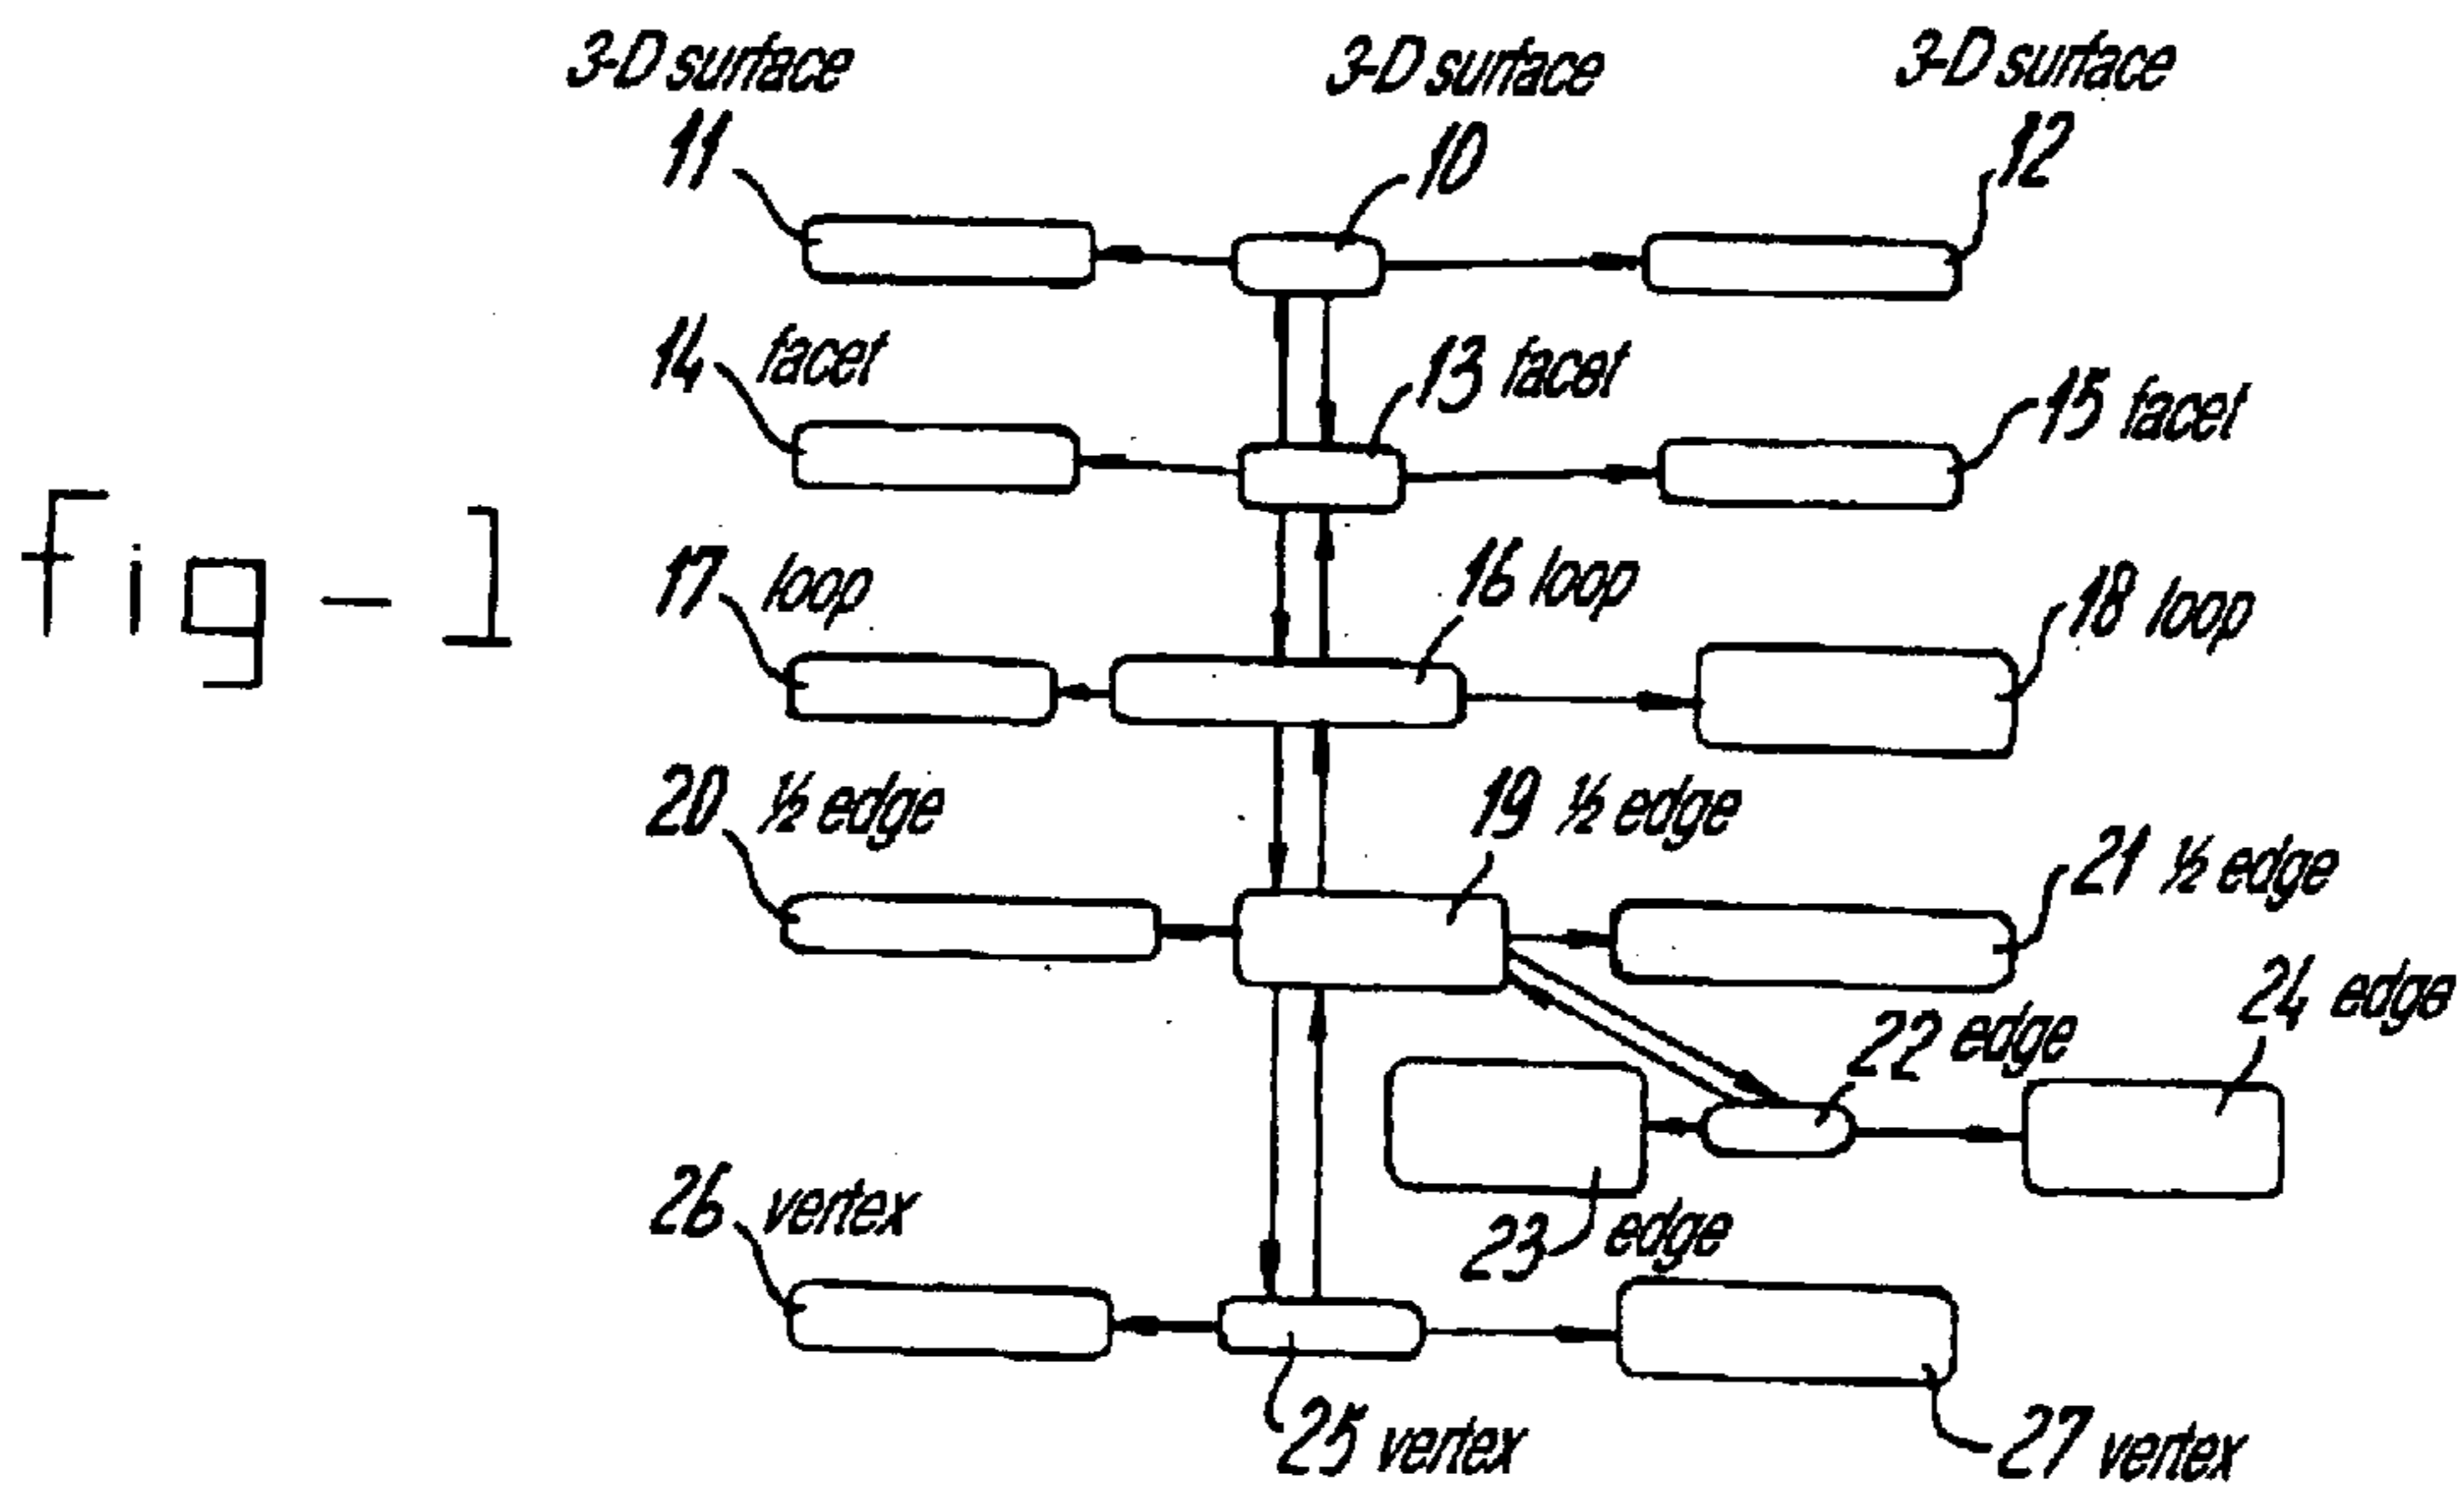 3-D surface
11
3-D surface
10
3-D surface
12
14 facet
13 facet
15 facet
fig-1
17 loop
16 loop
18 loop
20 ½ edge
19 ½ edge
21 ½ edge
22 edge
24 edge
23 edge
26 vertex
25 vertex
27 vertex